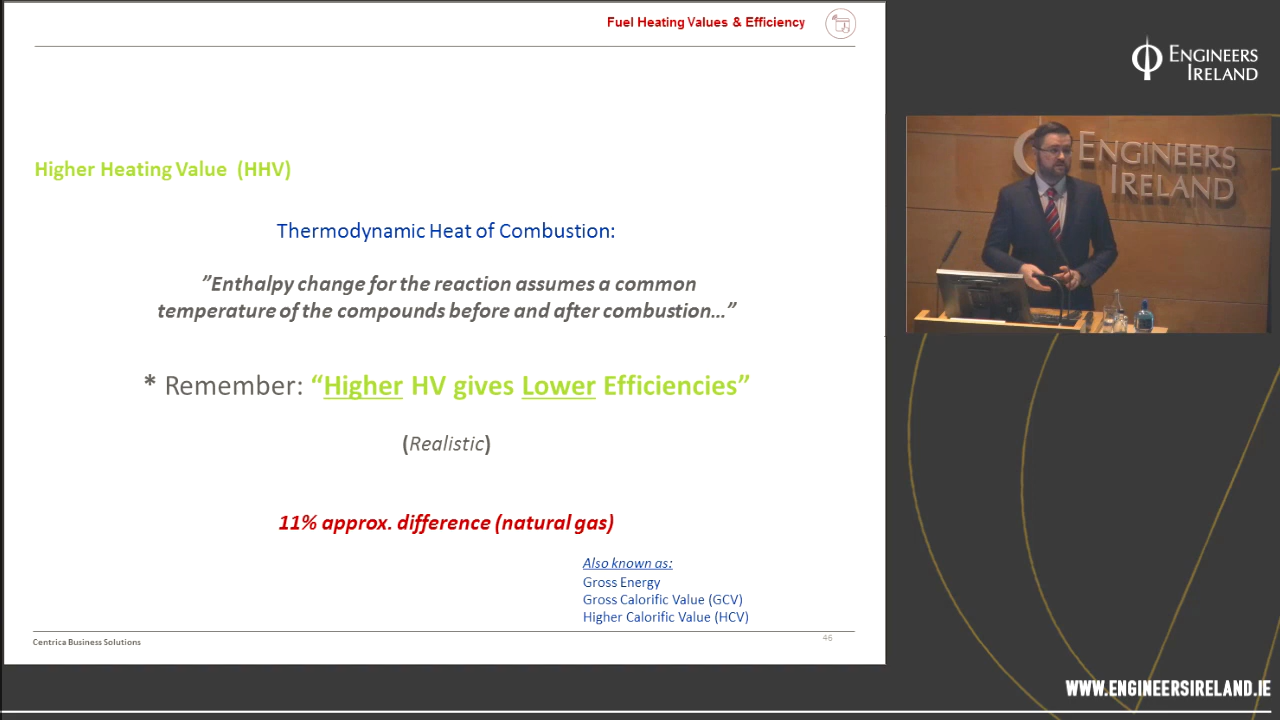 Fuel Heating Values & Efficiency
Higher Heating Value (HHV)
Thermodynamic Heat of Combustion:
”Enthalpy change for the reaction assumes a common
temperature of the compounds before and after combustion…”
* Remember: “Higher HV gives Lower Efficiencies”
(Realistic)
11% approx. difference (natural gas)
Also known as:
Gross Energy
Gross Calorific Value (GCV)
Higher Calorific Value (HCV)
Centrica Business Solutions
46
ENGINEERS
IRELAND
ENGINEERS
IRELAND
WWW.ENGINEERSIRELAND.IE